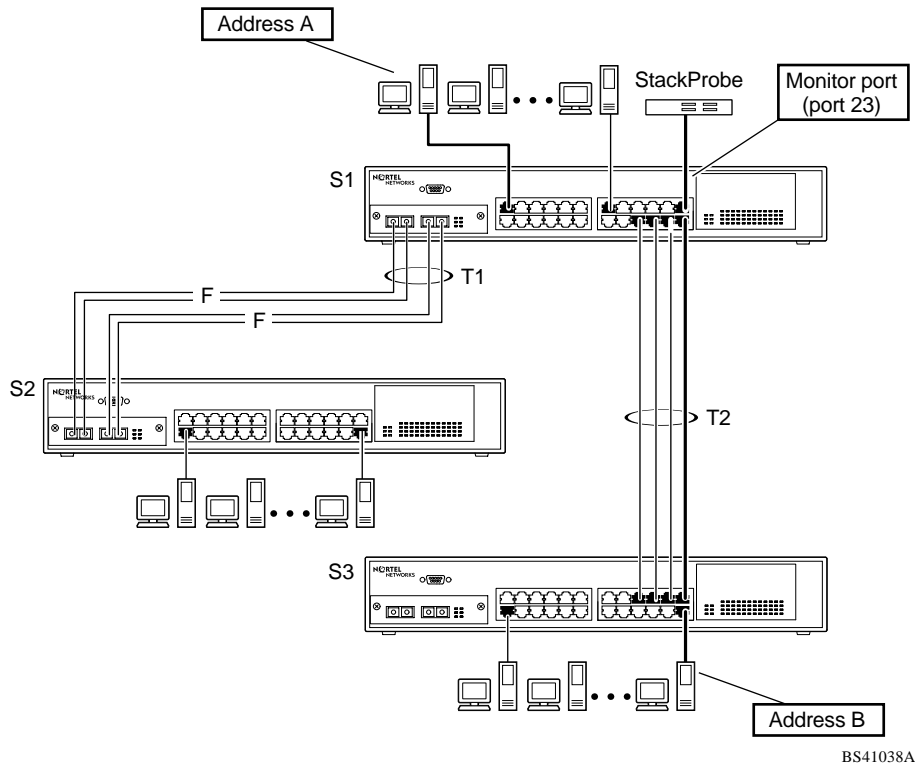 Address A
StackProbe
Monitor port
(port 23)
S1
NORTEL
NETWORKS
T1
F
F
S2
NORTEL
NETWORKS
T2
S3
NORTEL
NETWORKS
Address B
BS41038A